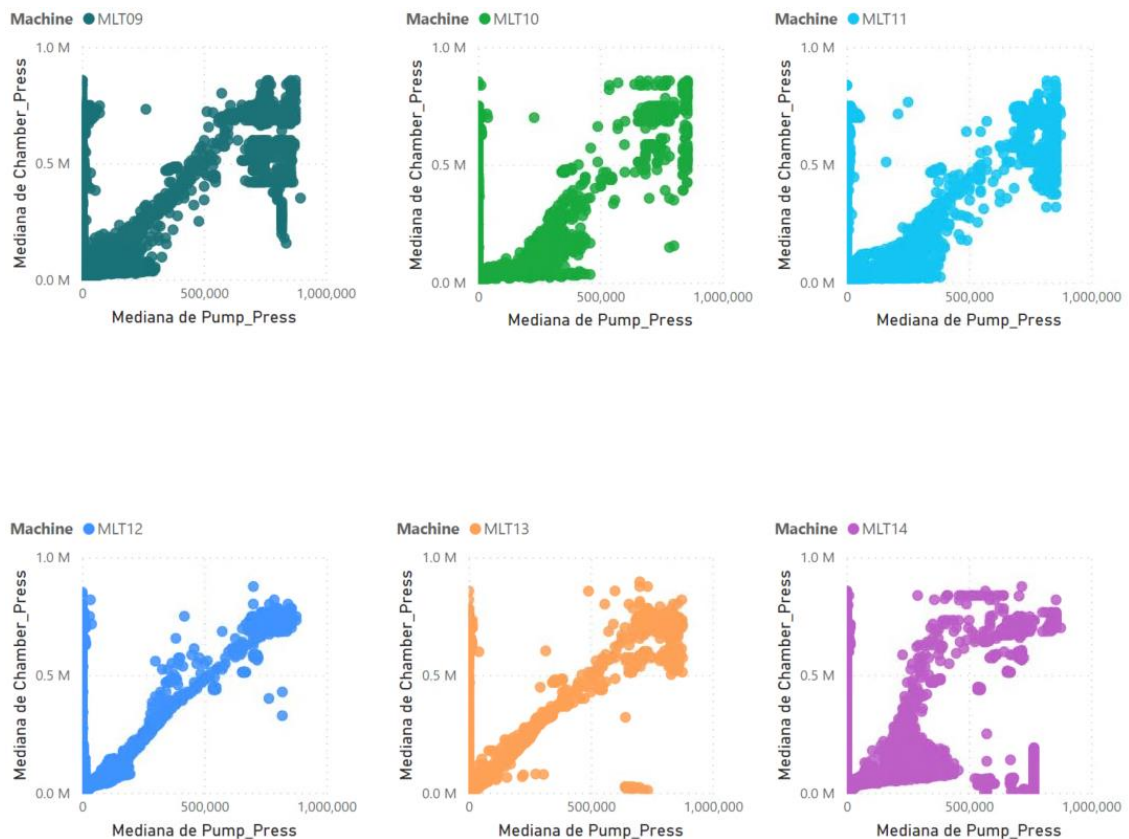 Machine MLT09
Mediana de Chamber_Press
1.0 M
0.5 M
0.0 M
0
500,000
1,000,000
Mediana de Pump_Press
Machine MLT10
Mediana de Chamber_Press
1.0 M
0.5 M
0.0 M
0
500,000
1,000,000
Mediana de Pump_Press
Machine MLT11
Mediana de Chamber_Press
1.0 M
0.5 M
0.0 M
0
500,000
1,000,000
Mediana de Pump_Press
Machine MLT12
Mediana de Chamber_Press
1.0 M
0.5 M
0.0 M
0
500,000
1,000,000
Mediana de Pump_Press
Machine MLT13
Mediana de Chamber_Press
1.0 M
0.5 M
0.0 M
0
500,000
1,000,000
Mediana de Pump_Press
Machine MLT14
Mediana de Chamber_Press
1.0 M
0.5 M
0.0 M
0
500,000
1,000,000
Mediana de Pump_Press